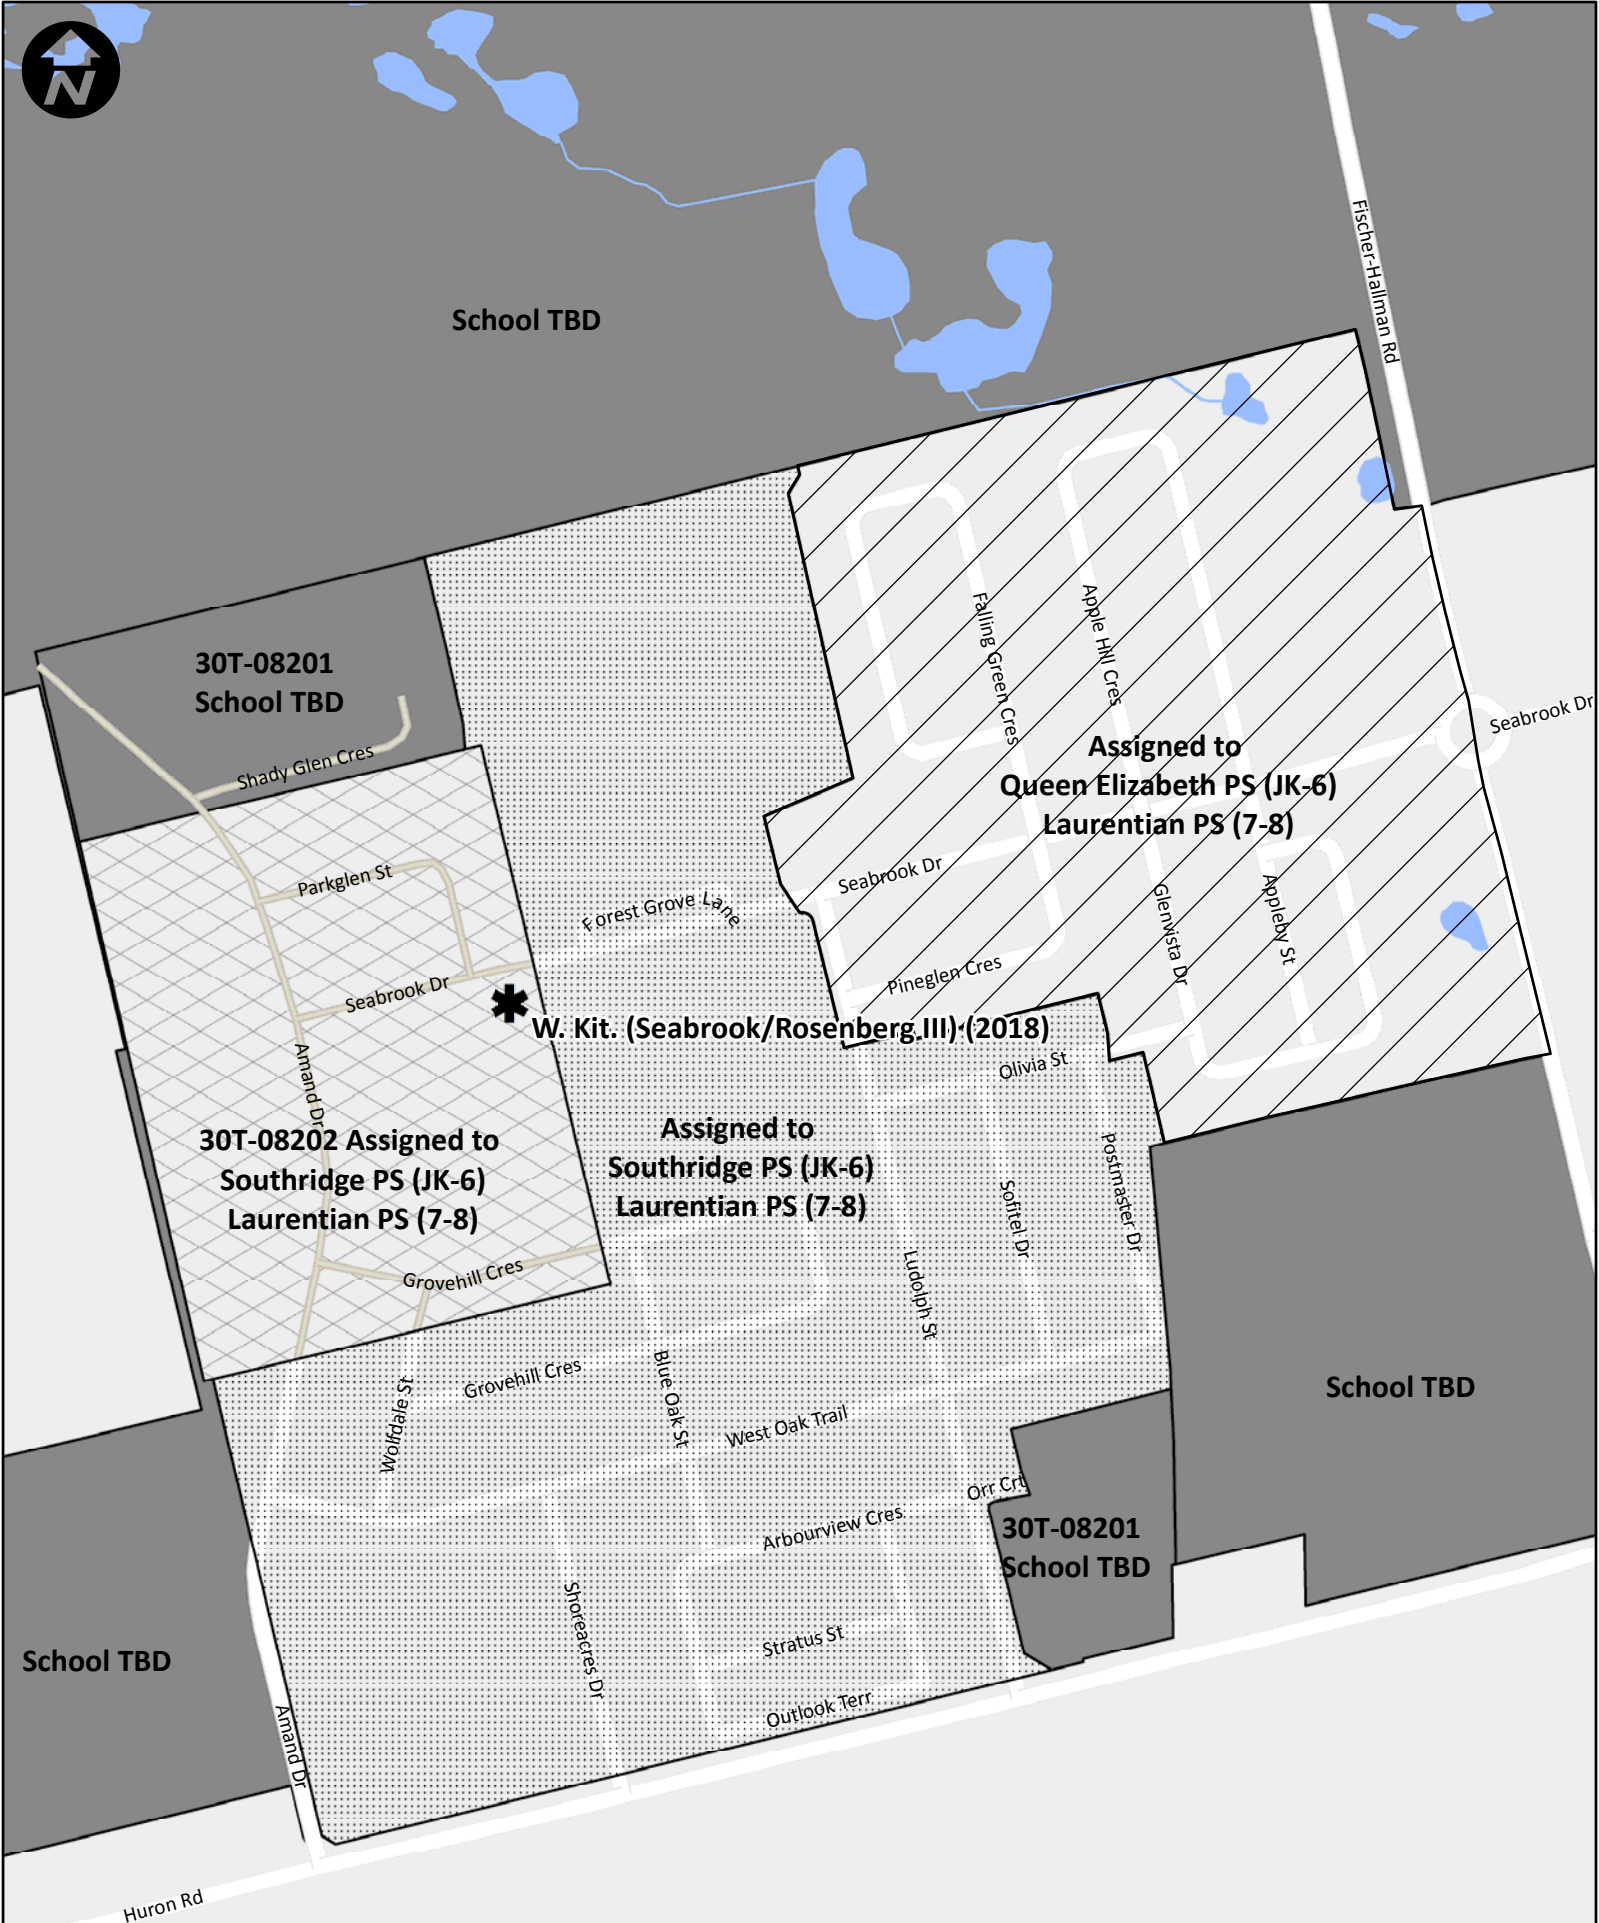 N
Fischer-Hallman Rd
School TBD
Falling Green Cres
Apple Hill Cres
30T-08201
School TBD
Seabrook Dr
Shady Glen Cres
Assigned to
Queen Elizabeth PS (JK-6)
Laurentian PS (7-8)
Parkglen St
Seabrook Dr
Forest Grove Lane
Glenvista Dr
Appleby St
Pineglen Cres
Seabrook Dr
W. Kit. (Seabrook/Rosenberg III) (2018)
Amand Dr
Olivia St
30T-08202 Assigned to
Southridge PS (JK-6)
Laurentian PS (7-8)
Assigned to
Southridge PS (JK-6)
Laurentian PS (7-8)
Postmaster Dr
Sofitel Dr
Ludolph St
Grovehill Cres
Grovehill Cres
Blue Oak St
Wolfdale St
School TBD
West Oak Trail
Orr Crt
Arbourview Cres
30T-08201
School TBD
Shoreacres Dr
Stratus St
School TBD
Outlook Terr
Amand Dr
Huron Rd